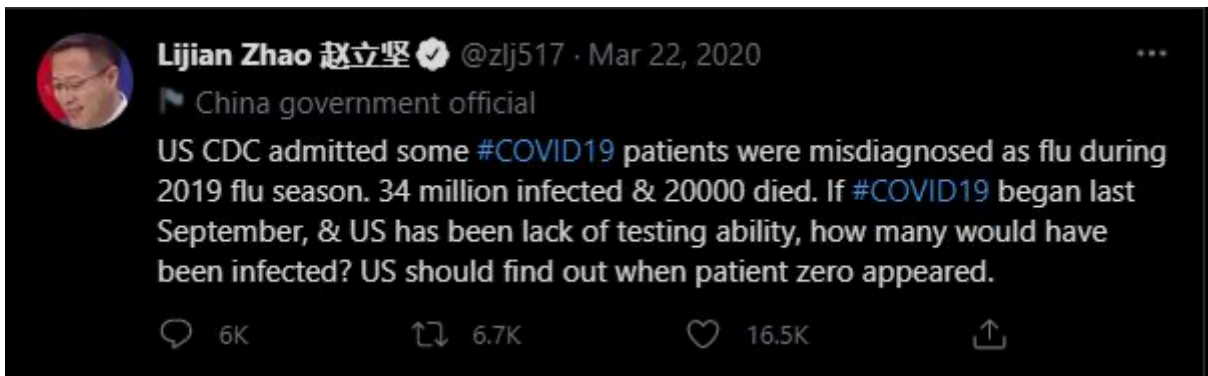 Lijian Zhao 赵立坚 @zlj517 · Mar 22, 2020
China government official
US CDC admitted some #COVID19 patients were misdiagnosed as flu during
2019 flu season. 34 million infected & 20000 died. If #COVID19 began last
September, & US has been lack of testing ability, how many would have
been infected? US should find out when patient zero appeared.
6K 6.7K 16.5K